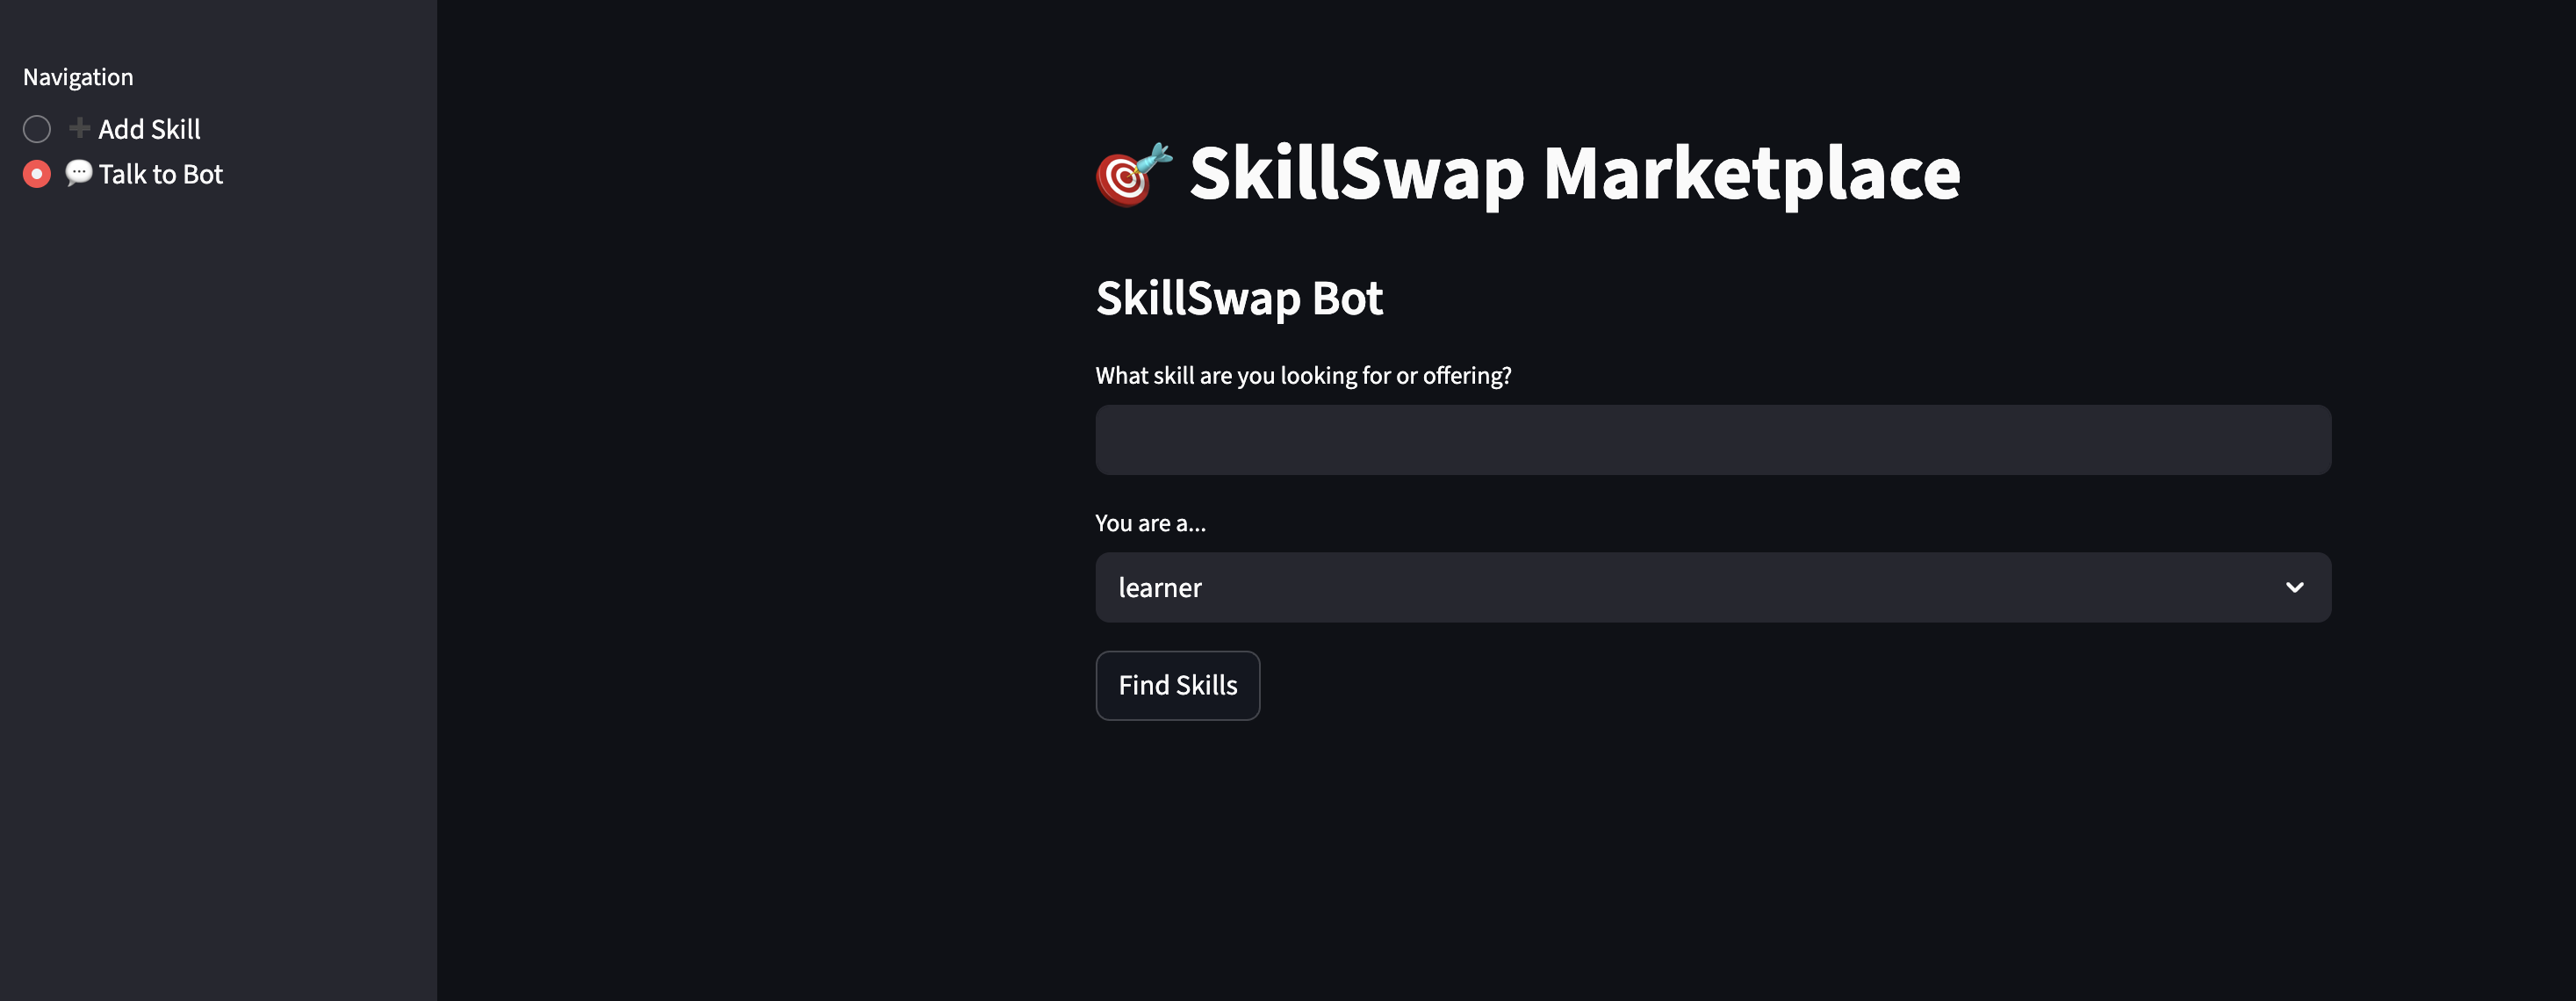 Navigation
➕ Add Skill
💬 Talk to Bot
🎯 SkillSwap Marketplace
SkillSwap Bot
What skill are you looking for or offering?
You are a...
learner
Find Skills